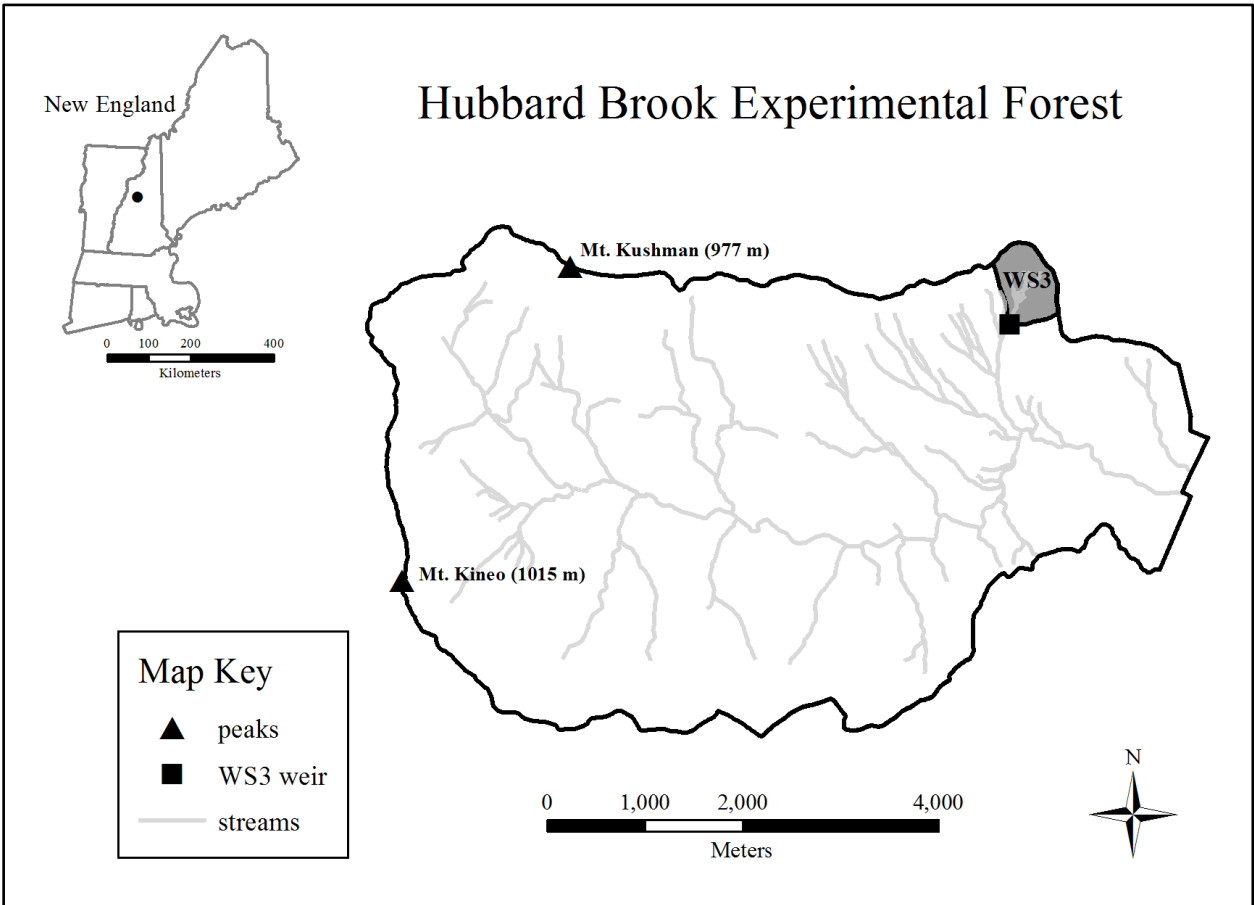 Hubbard Brook Experimental Forest
New England
0 100 200 400
Kilometers
Mt. Kushman (977 m)
WS3
Mt. Kineo (1015 m)
Map Key
peaks
WS3 weir
streams
0 1,000 2,000 4,000
Meters
N